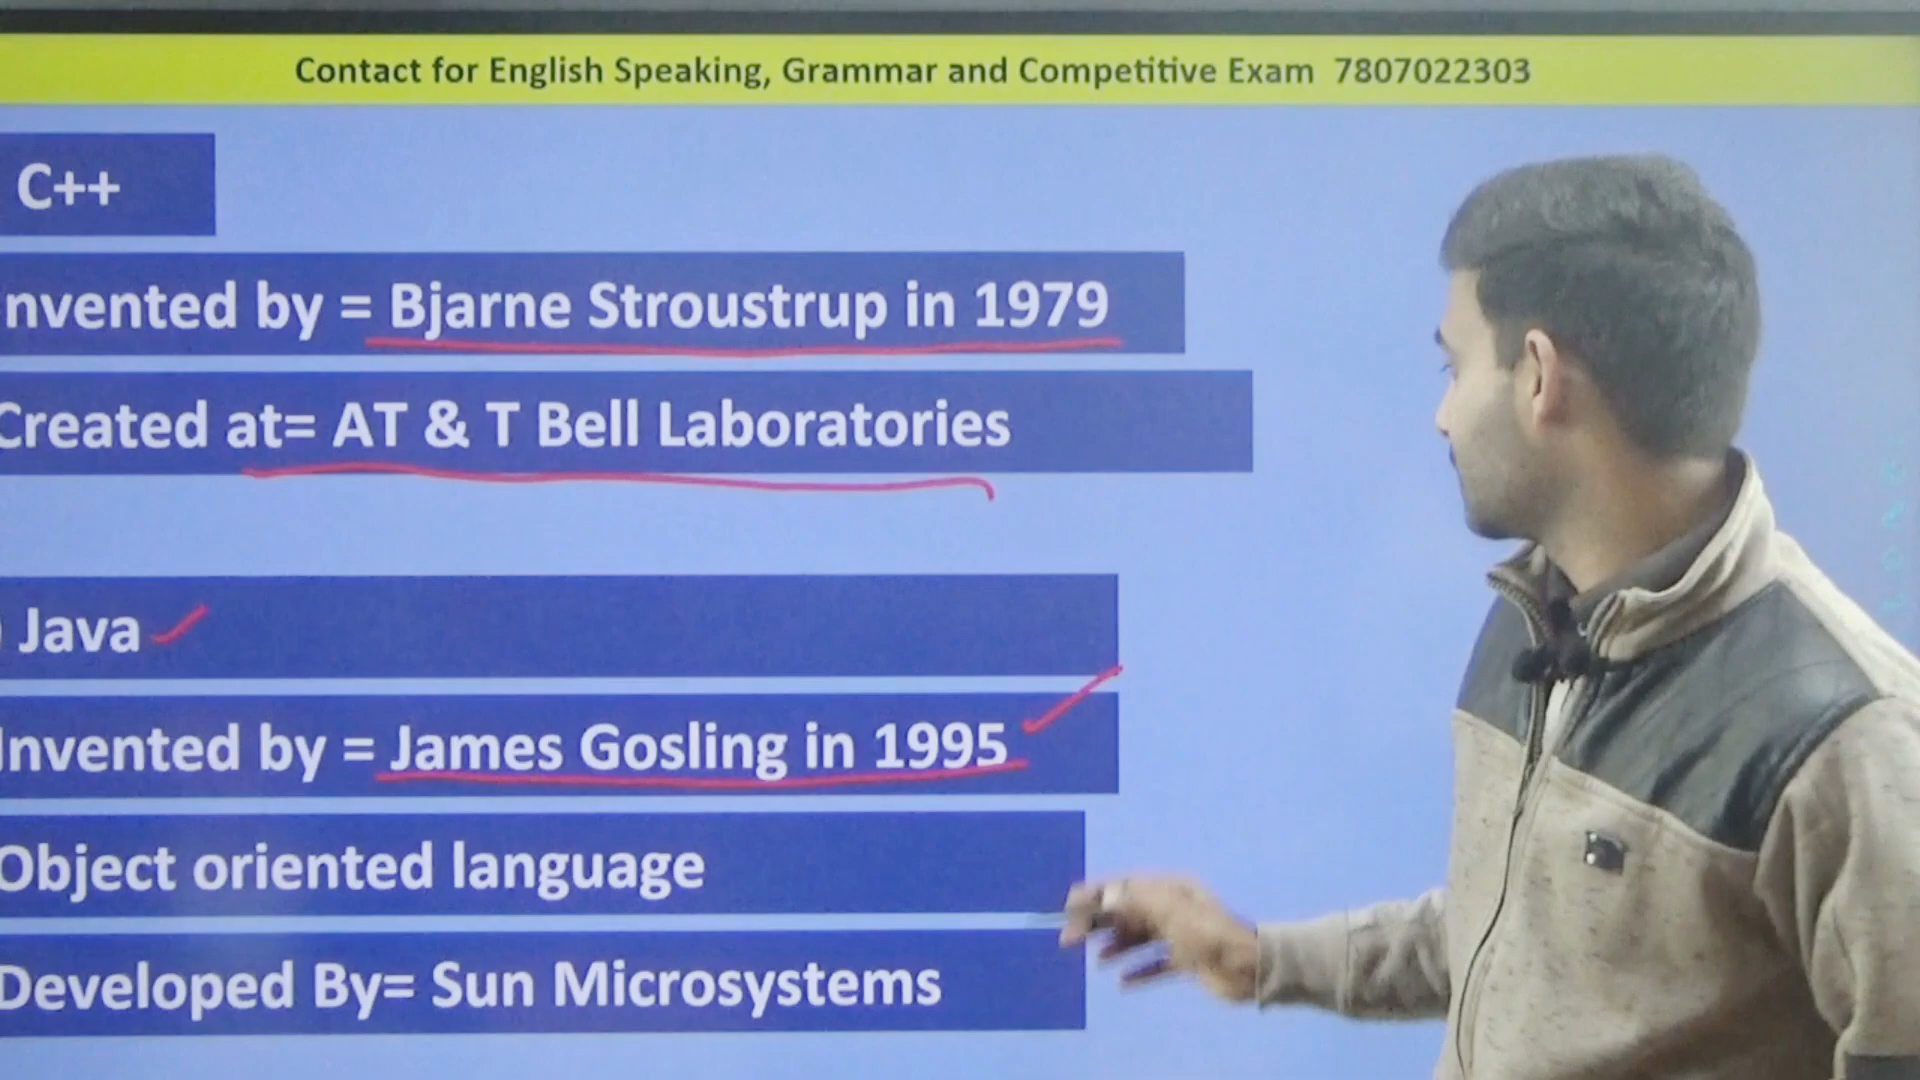 Contact for English Speaking, Grammar and Competitive Exam 7807022303
C++
nvented by = Bjarne Stroustrup in 1979
Created at= AT & T Bell Laboratories
Java
Invented by = James Gosling in 1995
Object oriented language
Developed By= Sun Microsystems